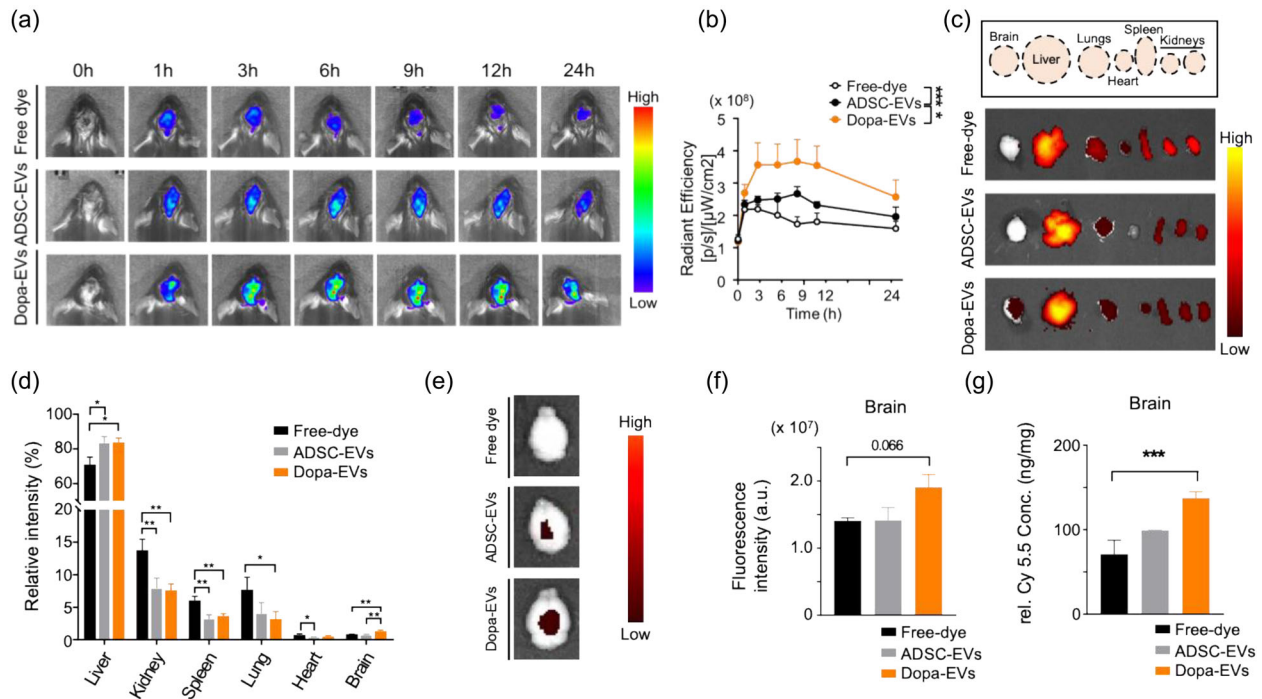 (a)
0h 1h 3h 6h 9h 12h 24h
Free dye
ADSC-EVs
Dopa-EVs
High
Low
(b)
(x 10⁸)
Free-dye
ADSC-EVs
Dopa-EVs
***
***
*
Radiant Efficiency
[p/s]/[µW/cm2]
5
4
3
2
1
0
0 3 6 9 12 24
Time (h)
(c)
Brain
Liver
Lungs
Heart
Spleen
Kidneys
Free-dye
ADSC-EVs
Dopa-EVs
High
Low
(d)
Relative intensity (%)
100
80
60
20
15
10
5
0
* *
** **
** **
*
*
** **
Free-dye
ADSC-EVs
Dopa-EVs
Liver Kidney Spleen Lung Heart Brain
(e)
Free dye
ADSC-EVs
Dopa-EVs
High
Low
(f)
Brain
(x 10⁷)
0.066
Fluorescence
intensity (a.u.)
2.0
1.0
0
Free-dye
ADSC-EVs
Dopa-EVs
(g)
Brain
***
rel. Cy 5.5 Conc. (ng/mg)
200
100
0
Free-dye
ADSC-EVs
Dopa-EVs